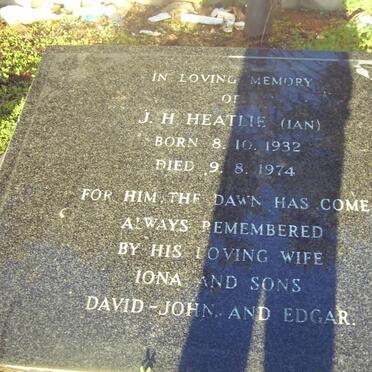 IN LOVING MEMORY
OF
J. H. HEATLIE (IAN)
BORN 8.10.1932
DIED 9.8.1974
FOR HIM THE DAWN HAS COME
ALWAYS REMEMBERED
BY HIS LOVING WIFE
IONA AND SONS
DAVID-JOHN AND EDGAR.